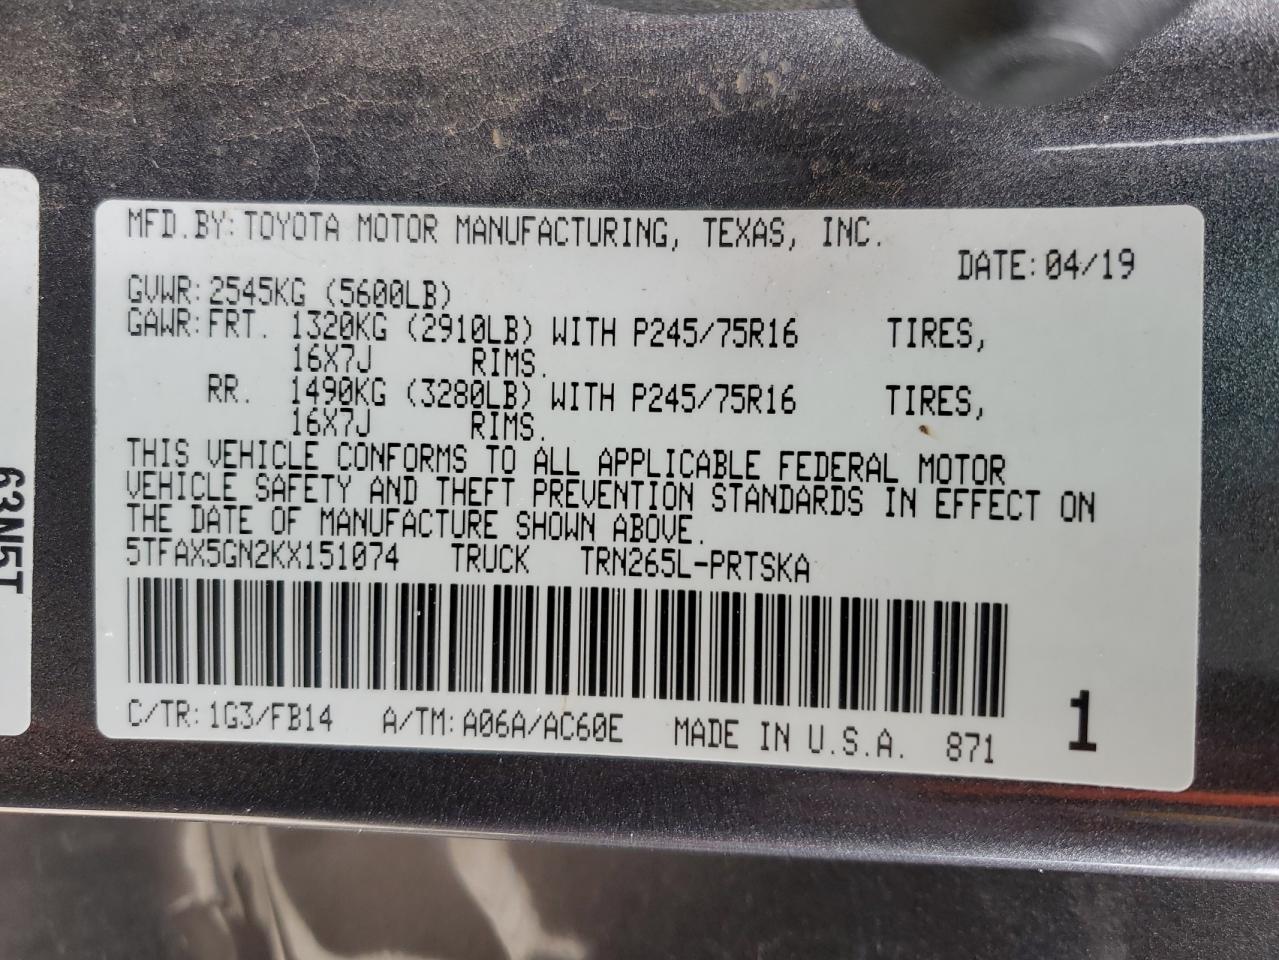 MFD.BY:TOYOTA MOTOR MANUFACTURING, TEXAS, INC.
DATE:04/19
GVWR:2545KG (5600LB)
GAWR:FRT. 1320KG (2910LB) WITH P245/75R16 TIRES,
16X7J RIMS.
RR. 1490KG (3280LB) WITH P245/75R16 TIRES,
16X7J RIMS.
THIS VEHICLE CONFORMS TO ALL APPLICABLE FEDERAL MOTOR
VEHICLE SAFETY AND THEFT PREVENTION STANDARDS IN EFFECT ON
THE DATE OF MANUFACTURE SHOWN ABOVE.
5TFAX5GN2KX151074 TRUCK TRN265L-PRTSKA
C/TR:1G3/FB14 A/TM:A06A/AC60E MADE IN U.S.A. 871
1
63N5T